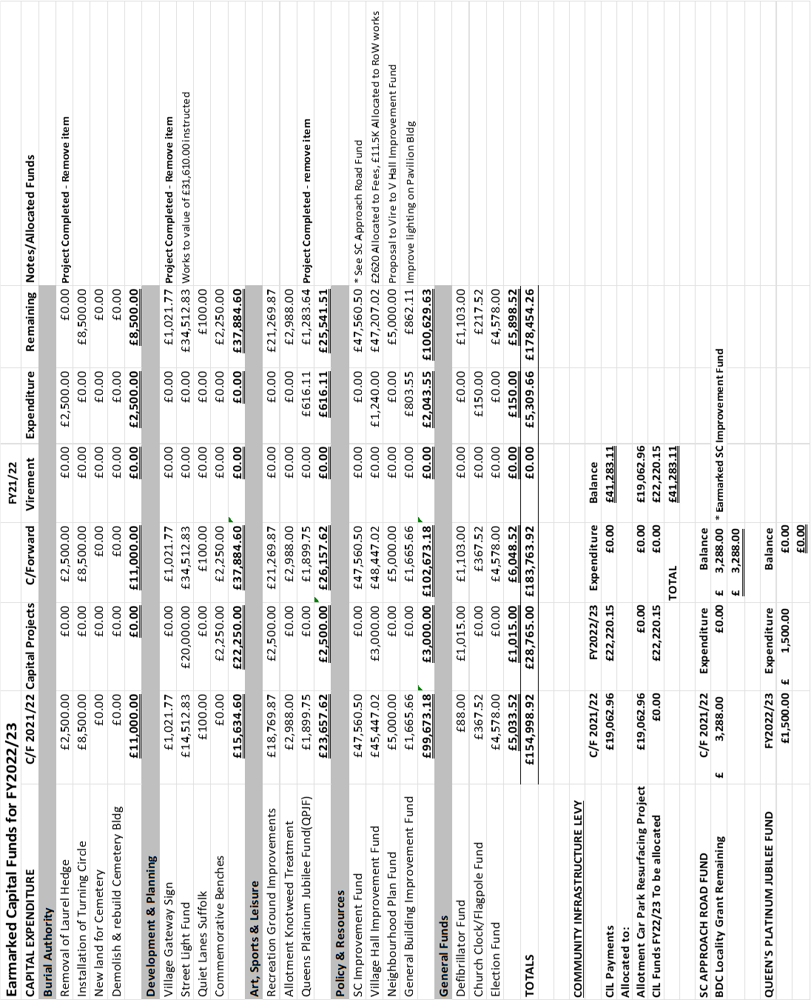 Earmarked Capital Funds for FY2022/23 FY21/22
CAPITAL EXPENDITURE C/F 2021/22 Capital Projects C/Forward Virement Expenditure Remaining Notes/Allocated Funds
Burial Authority
Removal of Laurel Hedge £2,500.00 £0.00 £2,500.00 £0.00 £2,500.00 £0.00 Project Completed - Remove item
Installation of Turning Circle £8,500.00 £0.00 £8,500.00 £0.00 £0.00 £8,500.00
New land for Cemetery £0.00 £0.00 £0.00 £0.00 £0.00 £0.00
Demolish & rebuild Cemetery Bldg £0.00 £0.00 £0.00 £0.00 £0.00 £0.00
£11,000.00 £0.00 £11,000.00 £0.00 £2,500.00 £8,500.00
Development & Planning
Village Gateway Sign £1,021.77 £0.00 £1,021.77 £0.00 £0.00 £1,021.77 Project Completed - Remove item
Street Light Fund £14,512.83 £20,000.00 £34,512.83 £0.00 £0.00 £34,512.83 Works to value of £31,610.00 instructed
Quiet Lanes Suffolk £100.00 £0.00 £100.00 £0.00 £0.00 £100.00
Commemorative Benches £0.00 £2,250.00 £2,250.00 £0.00 £0.00 £2,250.00
£15,634.60 £22,250.00 £37,884.60 £0.00 £0.00 £37,884.60
Art, Sports & Leisure
Recreation Ground Improvements £18,769.87 £2,500.00 £21,269.87 £0.00 £0.00 £21,269.87
Allotment Knotweed Treatment £2,988.00 £0.00 £2,988.00 £0.00 £0.00 £2,988.00
Queens Platinum Jubilee Fund(QPJF) £1,899.75 £0.00 £1,899.75 £0.00 £616.11 £1,283.64 Project Completed - remove item
£23,657.62 £2,500.00 £26,157.62 £0.00 £616.11 £25,541.51
Policy & Resources
SC Improvement Fund £47,560.50 £0.00 £47,560.50 £0.00 £0.00 £47,560.50 * See SC Approach Road Fund
Village Hall Improvement Fund £45,447.02 £3,000.00 £48,447.02 £0.00 £1,240.00 £47,207.02 £2620 Allocated to Fees, £11.5K Allocated to RoW works
Neighbourhood Plan Fund £5,000.00 £0.00 £5,000.00 £0.00 £0.00 £5,000.00 Proposal to Vire to V Hall Improvement Fund
General Building Improvement Fund £1,665.66 £0.00 £1,665.66 £0.00 £803.55 £862.11 Improve lighting on Pavilion Bldg
£99,673.18 £3,000.00 £102,673.18 £0.00 £2,043.55 £100,629.63
General Funds
Defibrillator Fund £88.00 £1,015.00 £1,103.00 £0.00 £0.00 £1,103.00
Church Clock/Flagpole Fund £367.52 £0.00 £367.52 £0.00 £150.00 £217.52
Election Fund £4,578.00 £0.00 £4,578.00 £0.00 £0.00 £4,578.00
£5,033.52 £1,015.00 £6,048.52 £0.00 £150.00 £5,898.52
TOTALS £154,998.92 £28,765.00 £183,763.92 £0.00 £5,309.66 £178,454.26
COMMUNITY INFRASTRUCTURE LEVY C/F 2021/22 FY2022/23 Expenditure Balance
CIL Payments £19,062.96 £22,220.15 £0.00 £41,283.11
Allocated to:
Allotment Car Park Resurfacing Project £19,062.96 £0.00 £0.00 £19,062.96
CIL Funds FY22/23 To be allocated £0.00 £22,220.15 £0.00 £22,220.15
TOTAL £41,283.11
SC APPROACH ROAD FUND C/F 2021/22 Expenditure Balance
BDC Locality Grant Remaining £ 3,288.00 £0.00 £ 3,288.00 * Earmarked SC Improvement Fund
£ 3,288.00
QUEEN'S PLATINUM JUBILEE FUND FY2022/23 Expenditure Balance
£1,500.00 £ 1,500.00 £0.00
£0.00